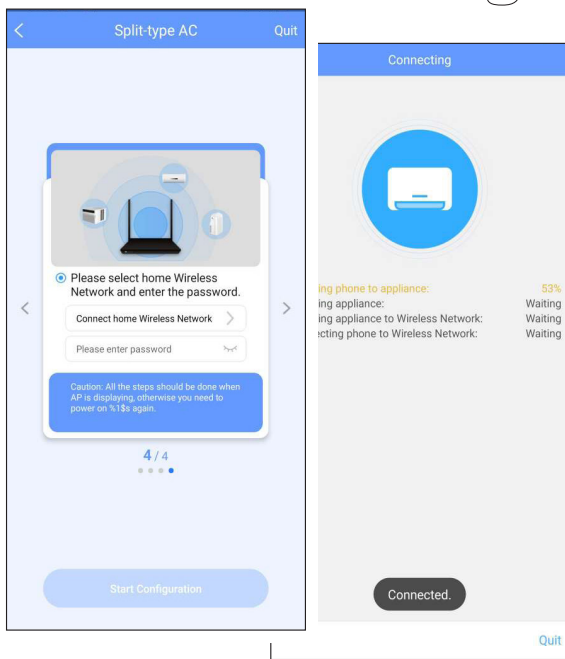 Split-type AC
Quit
Please select home Wireless
Network and enter the password.
Connect home Wireless Network
Please enter password
Caution: All the steps should be done when
AP is displaying, otherwise you need to
power on %1$s again.
4 / 4
Start Configuration
Connecting
ing phone to appliance: 53%
ing appliance: Waiting
ing appliance to Wireless Network: Waiting
ecting phone to Wireless Network: Waiting
Connected.
Quit